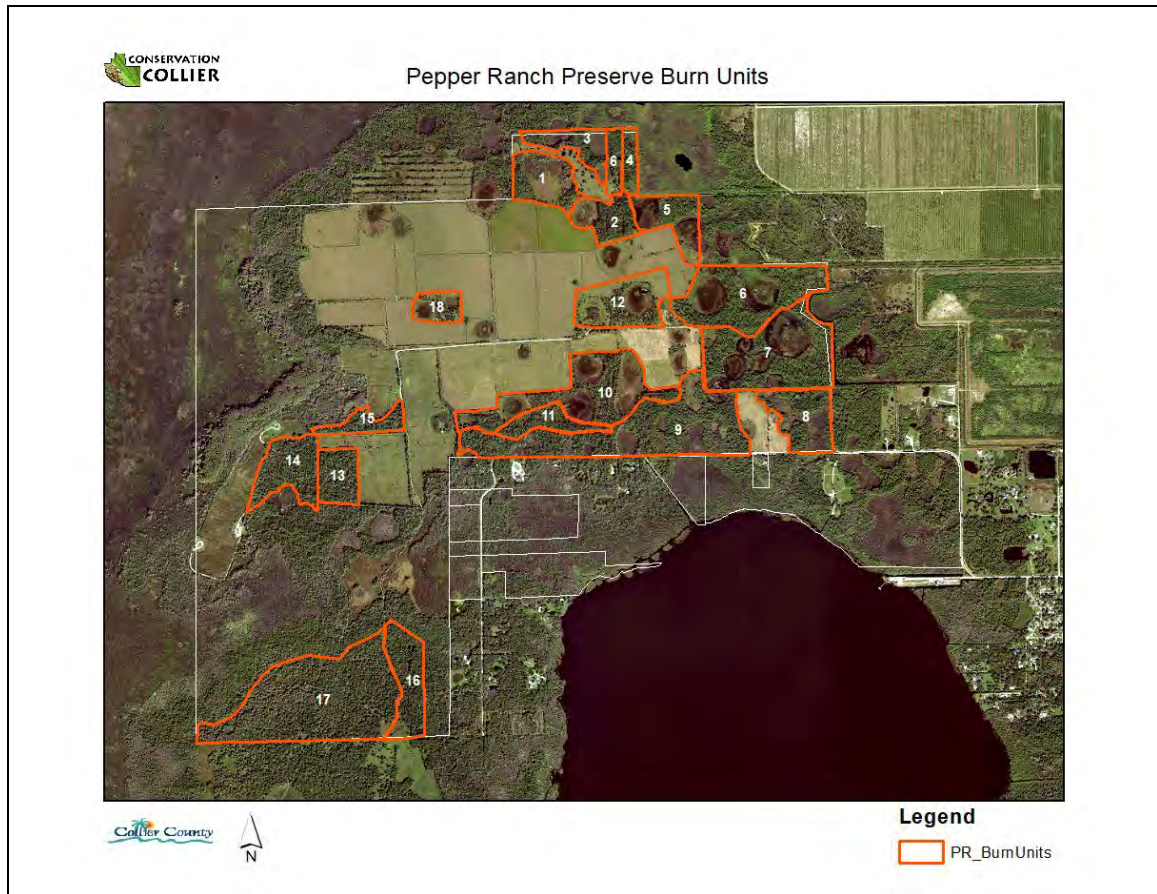 CONSERVATION
COLLIER
Pepper Ranch Preserve Burn Units
3
6
4
1
2
5
6
12
18
7
10
11
15
9
8
14
13
16
17
Collier County
N
Legend
PR_BurnUnits